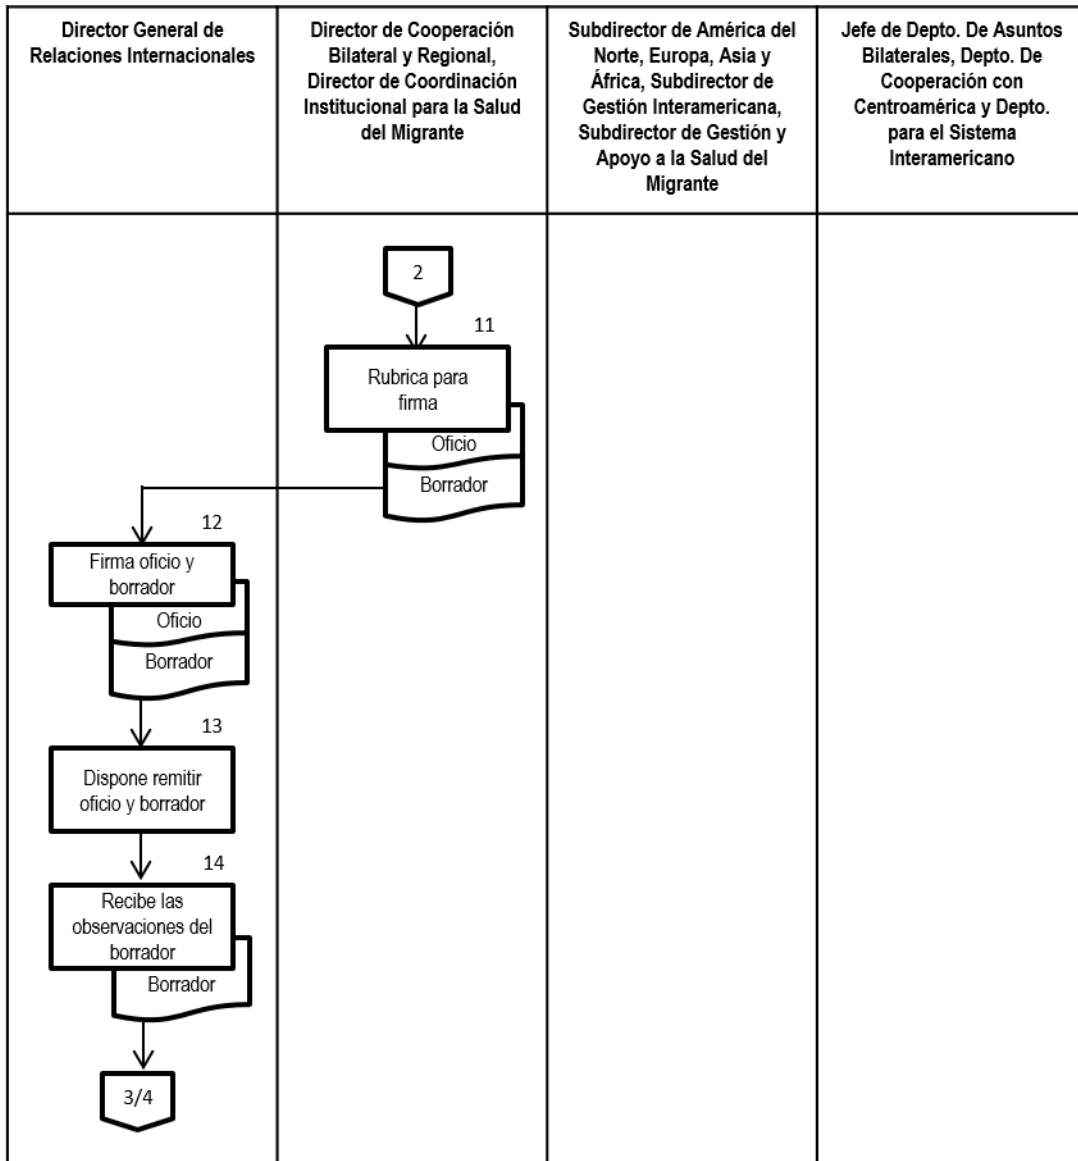 Director General de
Relaciones Internacionales
Director de Cooperación
Bilateral y Regional,
Director de Coordinación
Institucional para la Salud
del Migrante
Subdirector de América del
Norte, Europa, Asia y
África, Subdirector de
Gestión Interamericana,
Subdirector de Gestión y
Apoyo a la Salud del
Migrante
Jefe de Depto. De Asuntos
Bilaterales, Depto. De
Cooperación con
Centroamérica y Depto.
para el Sistema
Interamericano
2
11
Rubrica para
firma
Oficio
Borrador
12
Firma oficio y
borrador
Oficio
Borrador
13
Dispone remitir
oficio y borrador
14
Recibe las
observaciones del
borrador
Borrador
3/4